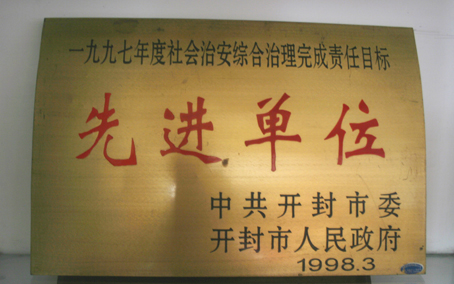 一九九七年度社会治安综合治理完成责任目标
先进单位
中共开封市委
开封市人民政府
1998.3